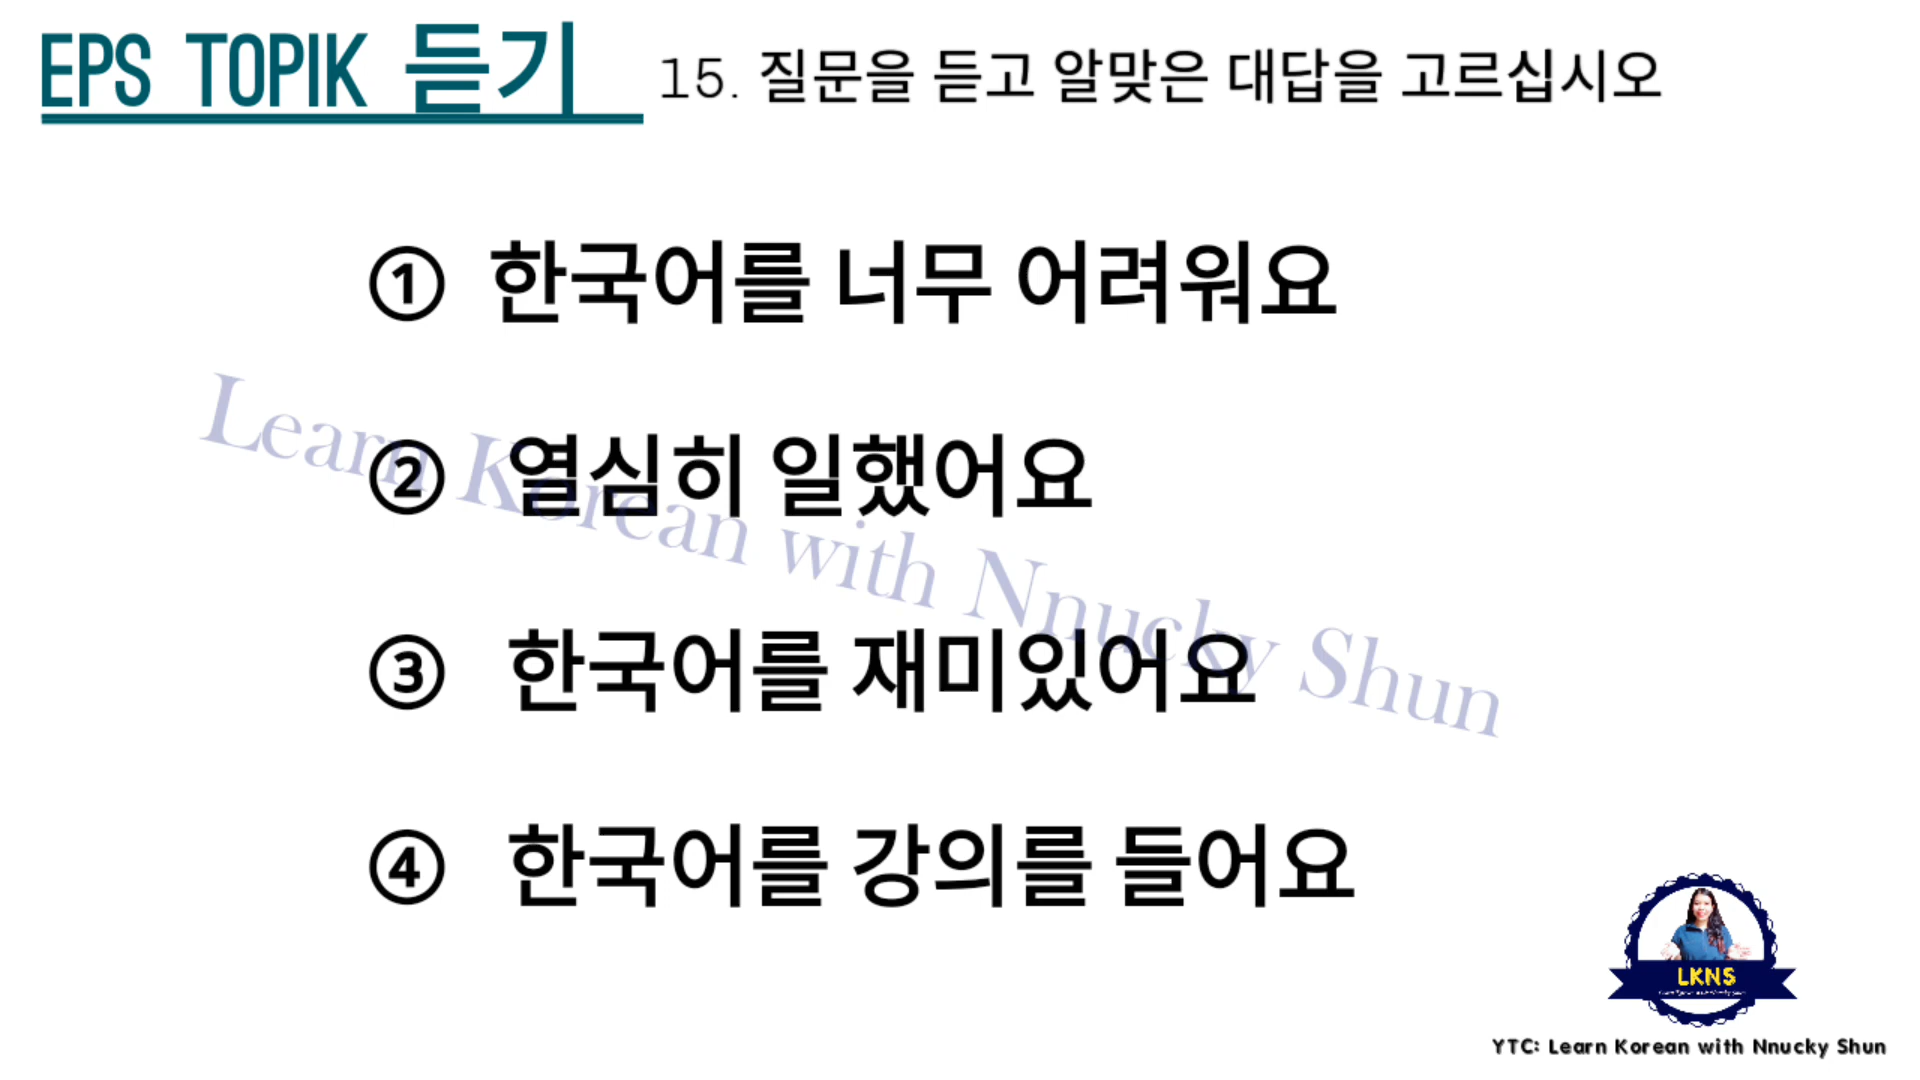 EPS TOPIK 듣기 15. 질문을 듣고 알맞은 대답을 고르십시오
① 한국어를 너무 어려워요
② 열심히 일했어요
③ 한국어를 재미있어요
④ 한국어를 강의를 들어요
Learn Korean with Nnucky Shun
LKNS
YTC: Learn Korean with Nnucky Shun